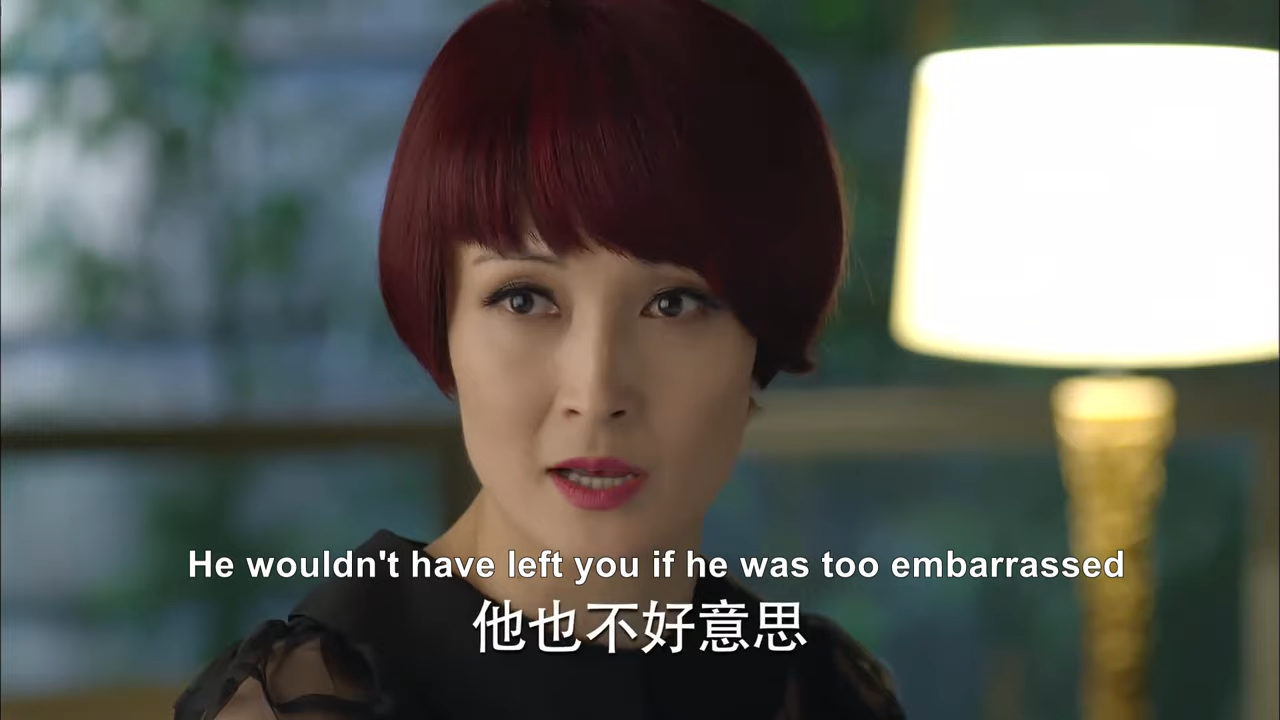 He wouldn't have left you if he was too embarrassed
他也不好意思